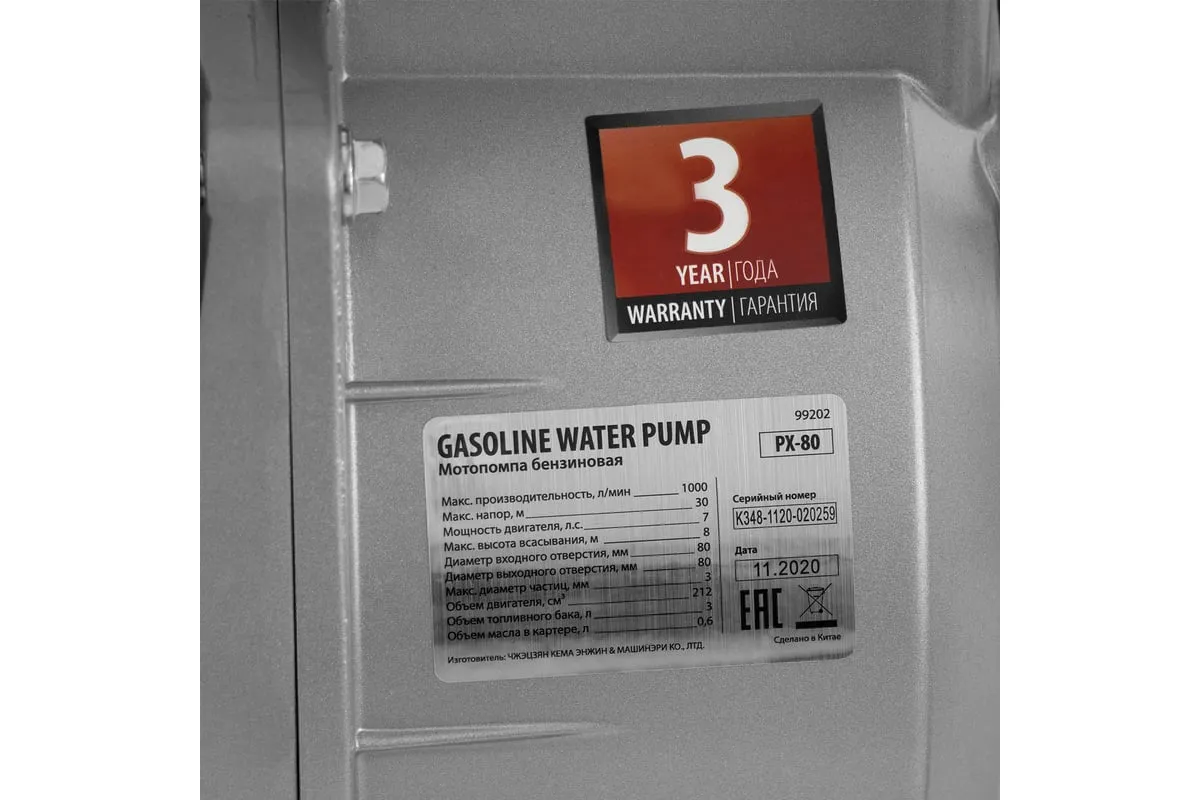 3
YEAR|ГОДА
WARRANTY|ГАРАНТИЯ
99202
GASOLINE WATER PUMP
PX-80
Мотопомпа бензиновая
Макс. производительность, л/мин 1000
Макс. напор, м 30
Мощность двигателя, л.с. 7
Макс. высота всасывания, м 8
Диаметр входного отверстия, мм 80
Диаметр выходного отверстия, мм 80
Макс. диаметр частиц, мм 3
Объем двигателя, см³ 212
Объем топливного бака, л 3
Объем масла в картере, л 0,6
Серийный номер
K348-1120-020259
Дата
11.2020
EAC
Сделано в Китае
Изготовитель: ЧЖЭЦЗЯН КЕМА ЭНЖИН & МАШИНЭРИ КО., ЛТД.